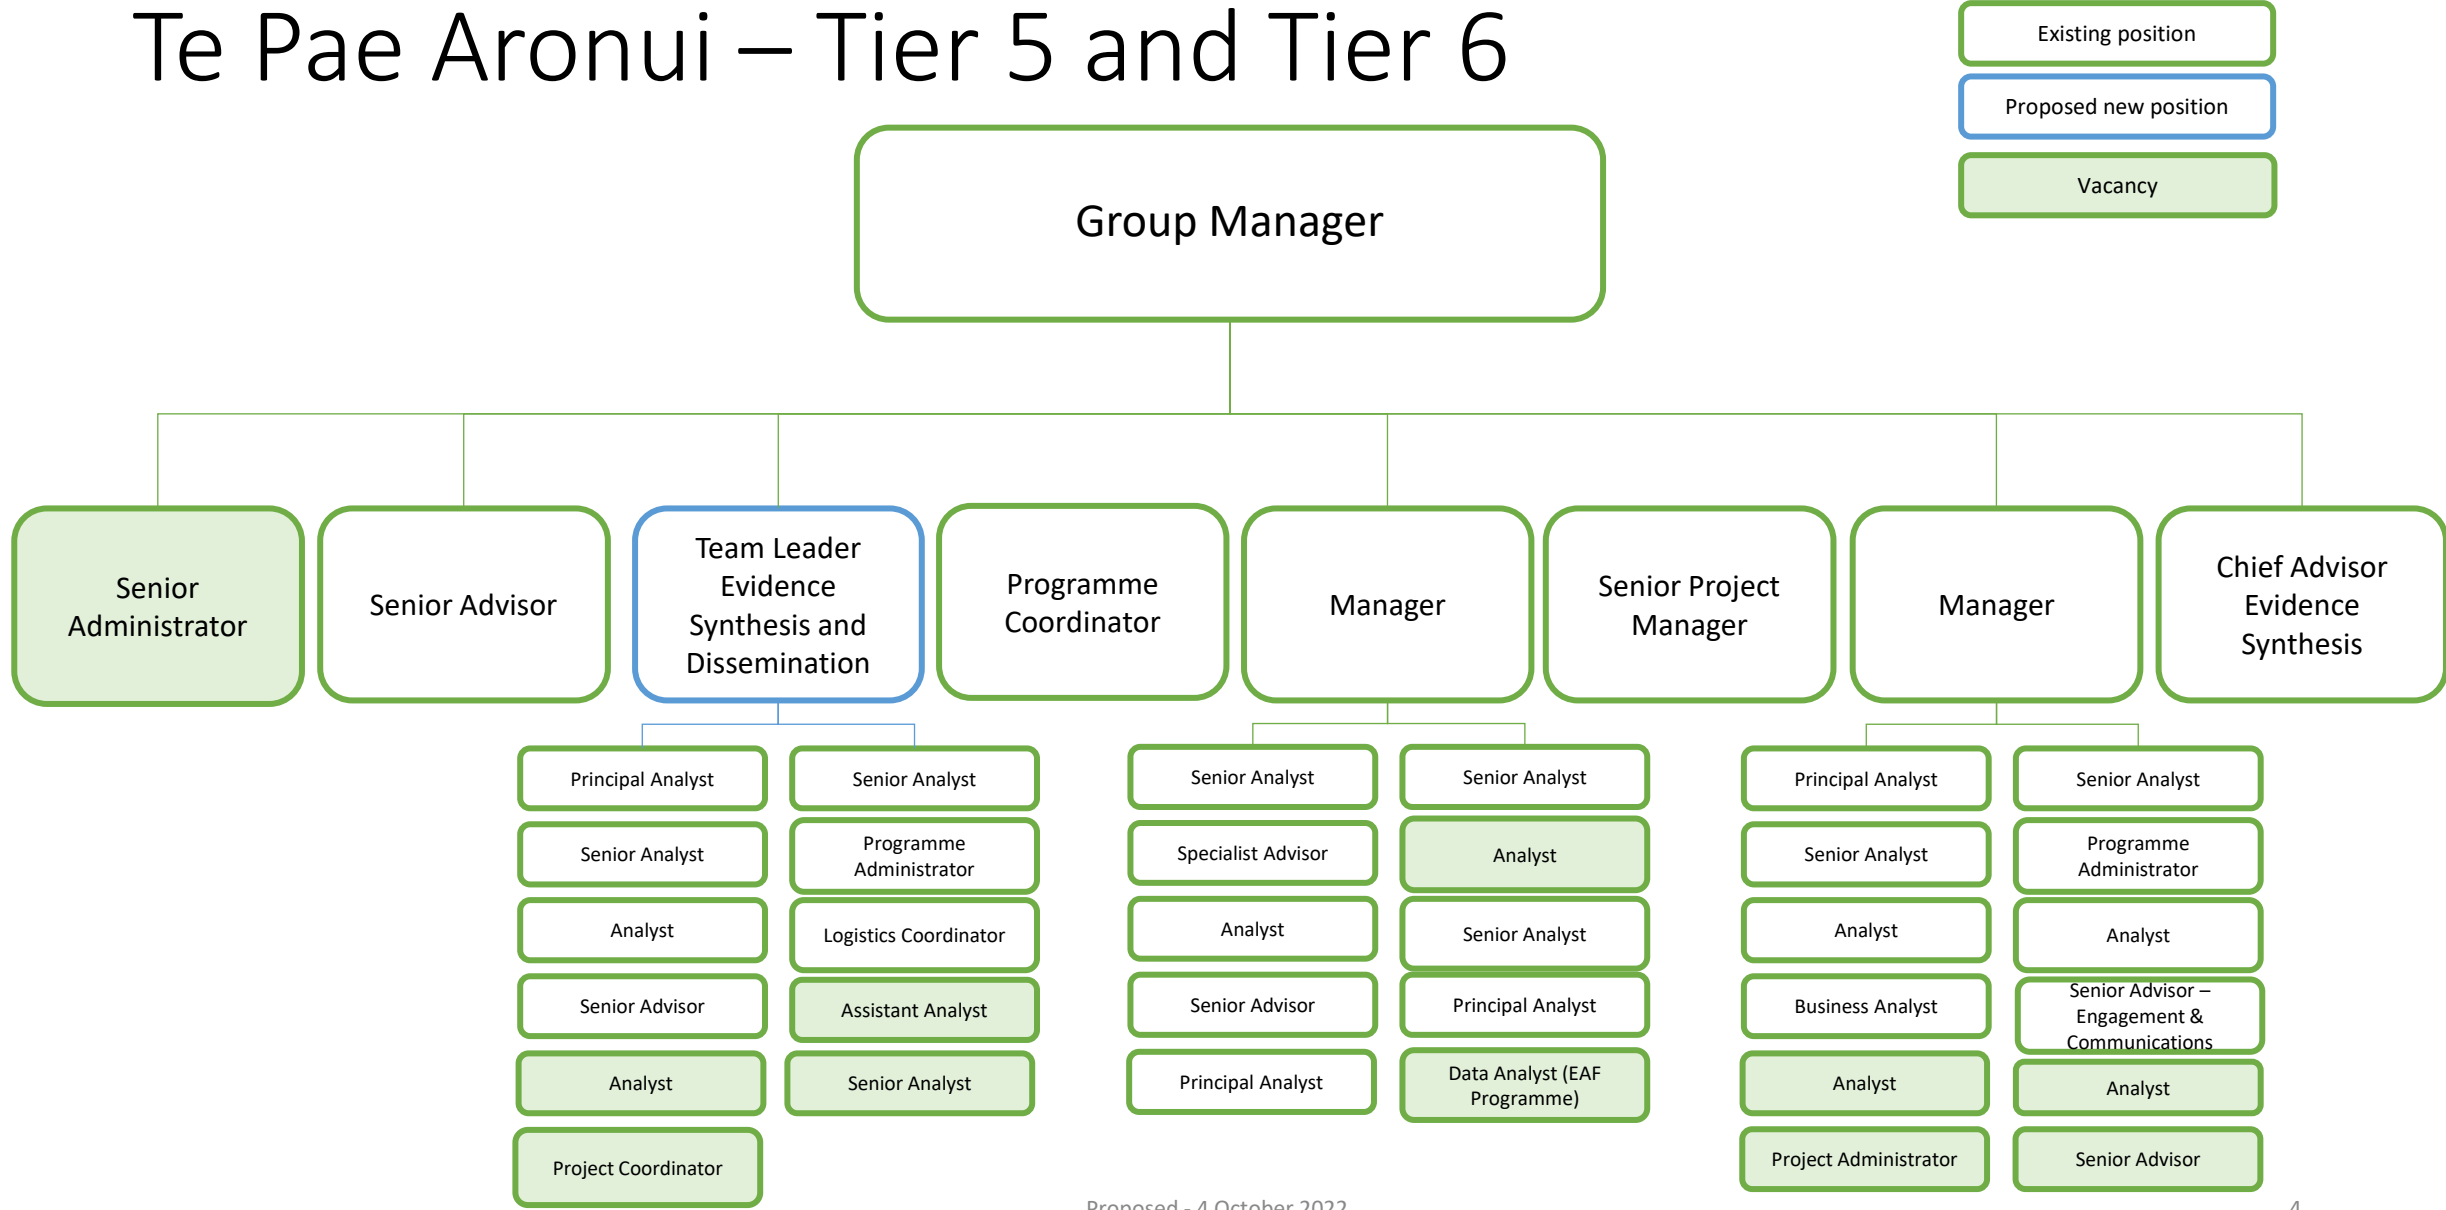 Te Pae Aronui – Tier 5 and Tier 6
Existing position
Proposed new position
Vacancy
Group Manager
Senior
Administrator
Senior Advisor
Team Leader
Evidence
Synthesis and
Dissemination
Programme
Coordinator
Manager
Senior Project
Manager
Manager
Chief Advisor
Evidence
Synthesis
Principal Analyst
Senior Analyst
Analyst
Senior Advisor
Analyst
Project Coordinator
Senior Analyst
Programme
Administrator
Logistics Coordinator
Assistant Analyst
Senior Analyst
Senior Analyst
Specialist Advisor
Analyst
Senior Advisor
Principal Analyst
Senior Analyst
Analyst
Senior Analyst
Principal Analyst
Data Analyst (EAF
Programme)
Principal Analyst
Senior Analyst
Analyst
Business Analyst
Analyst
Project Administrator
Senior Analyst
Programme
Administrator
Analyst
Senior Advisor –
Engagement &
Communications
Analyst
Senior Advisor
Proposed - 4 October 2022
4